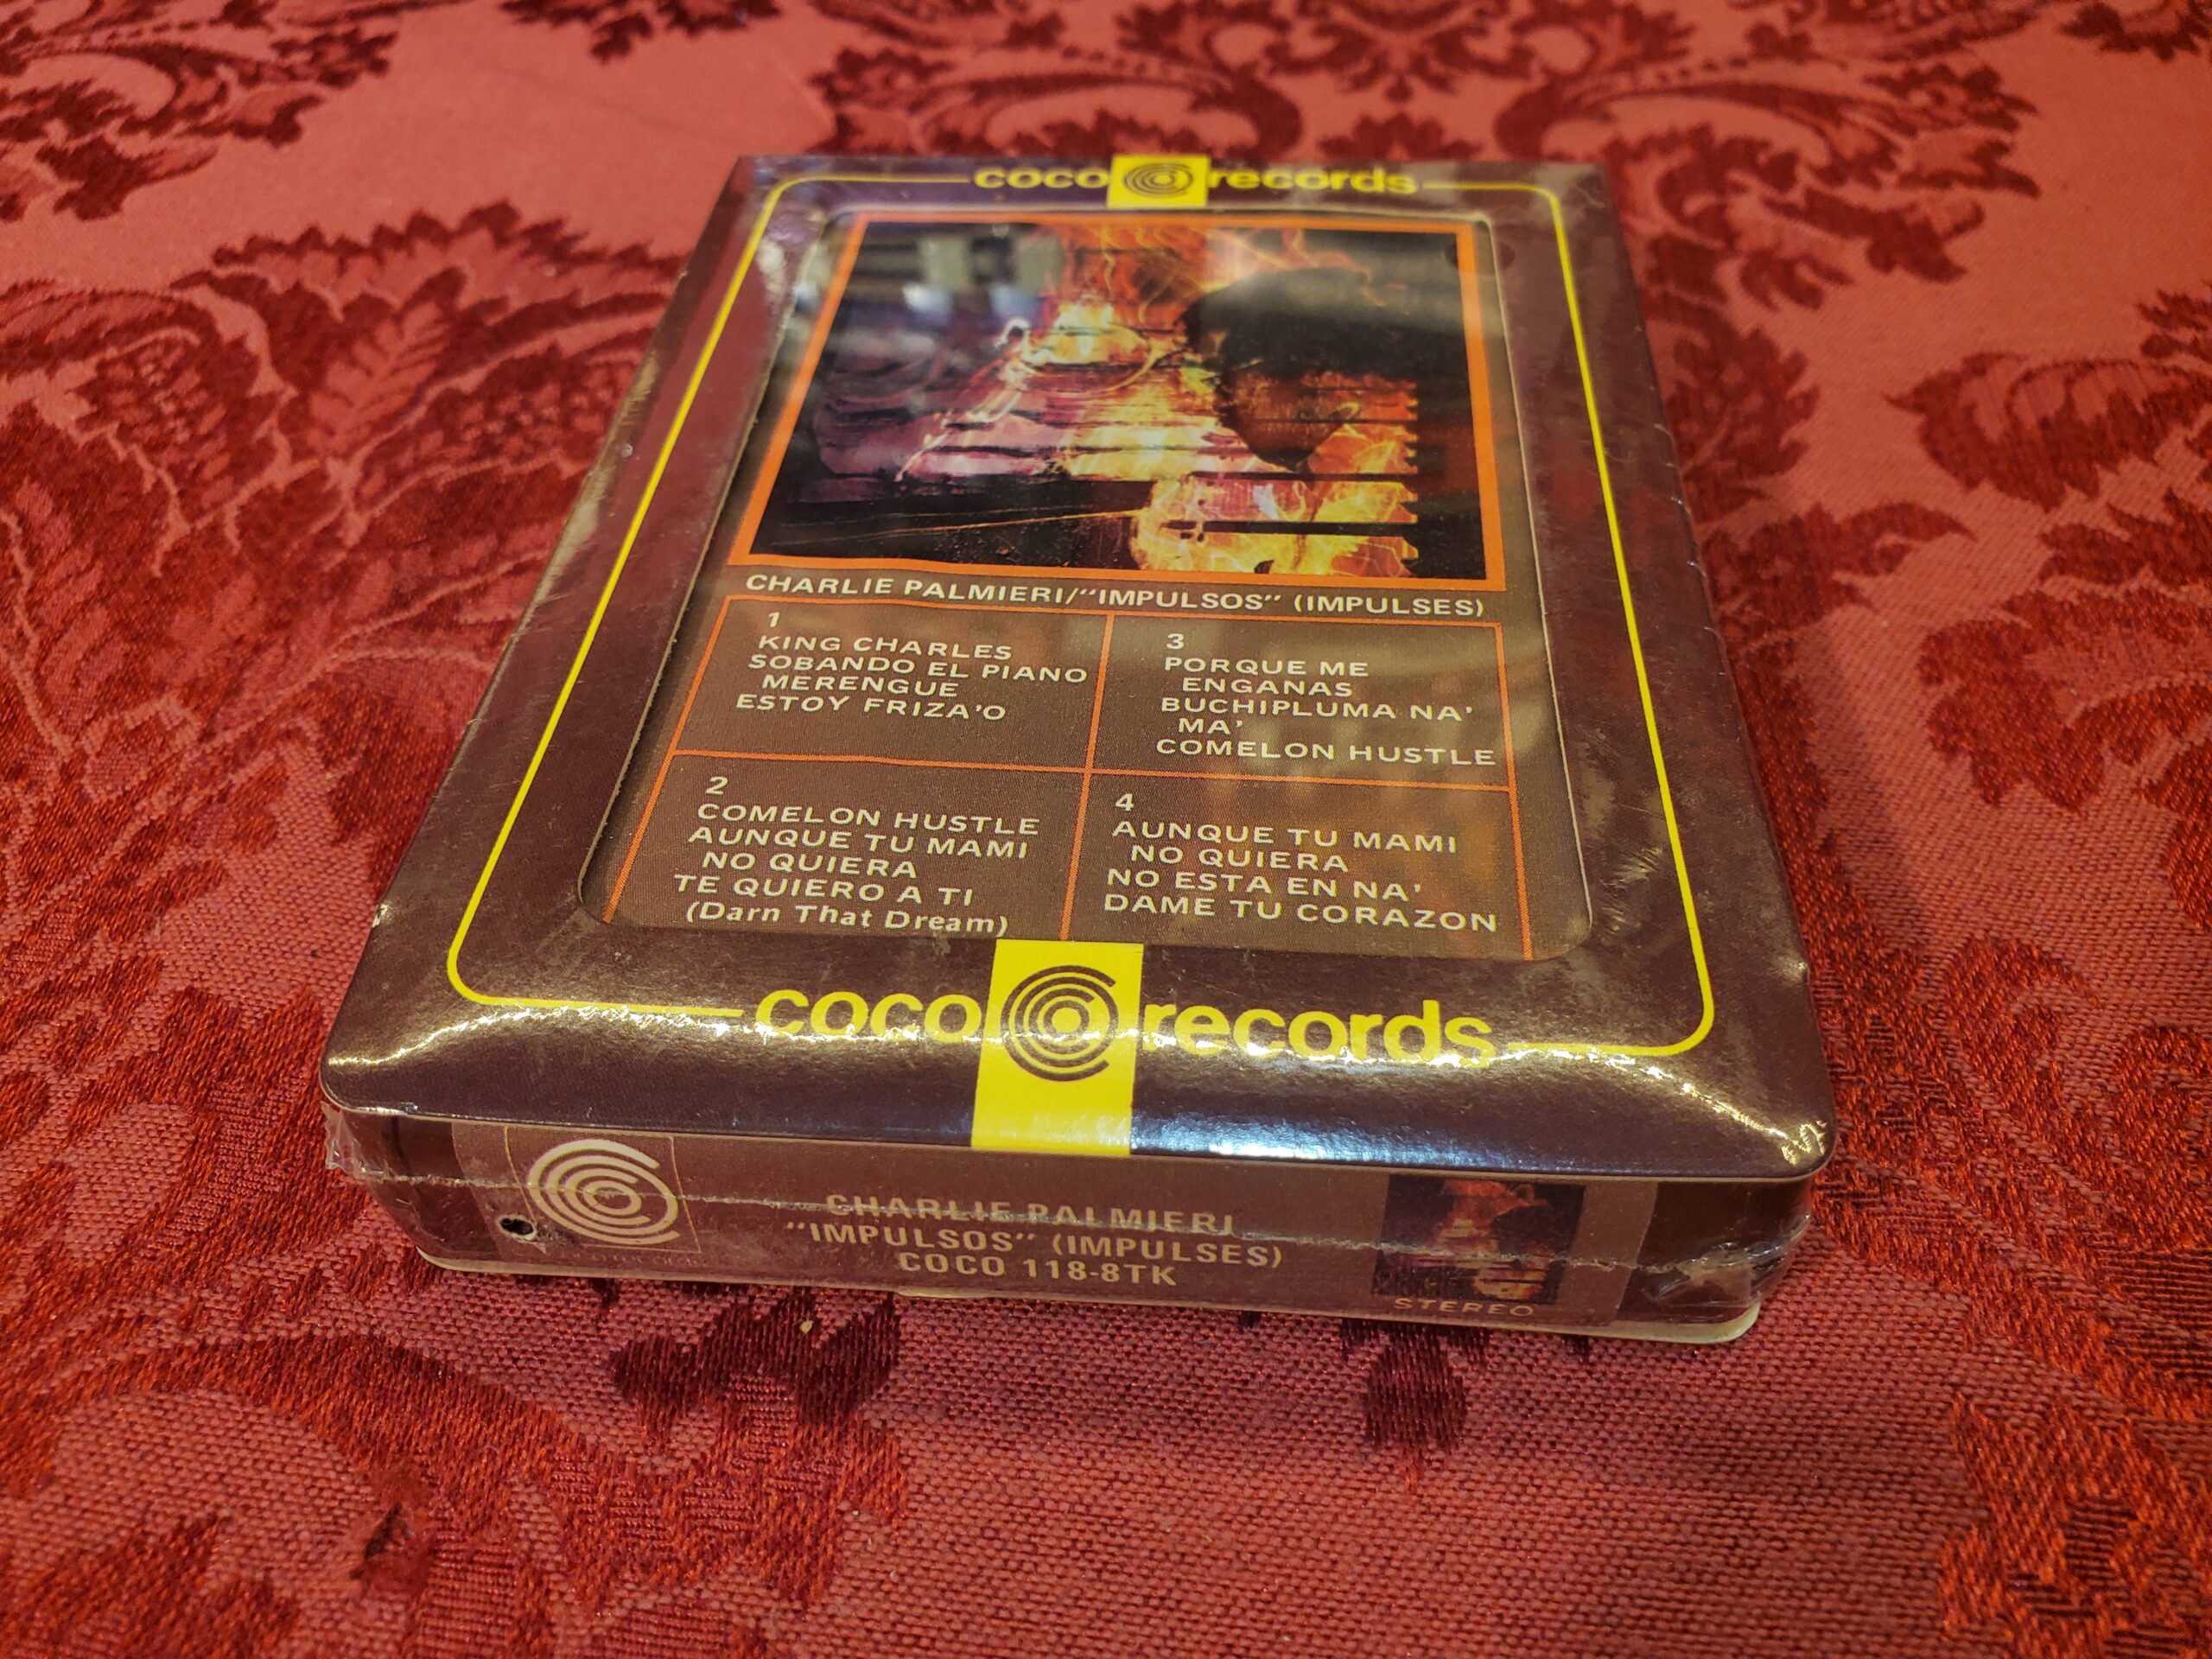 coco records
CHARLIE PALMIERI/"IMPULSOS" (IMPULSES)
1
KING CHARLES
SOBANDO EL PIANO
MERENGUE
ESTOY FRIZA'O
2
COMELON HUSTLE
AUNQUE TU MAMI
NO QUIERA
TE QUIERO A TI
(Darn That Dream)
3
PORQUE ME
ENGANAS
BUCHIPLUMA NA'
MA'
COMELON HUSTLE
4
AUNQUE TU MAMI
NO QUIERA
NO ESTA EN NA'
DAME TU CORAZON
coco records
CHARLIE PALMIERI
"IMPULSOS" (IMPULSES)
COCO 118-8TK
STEREO